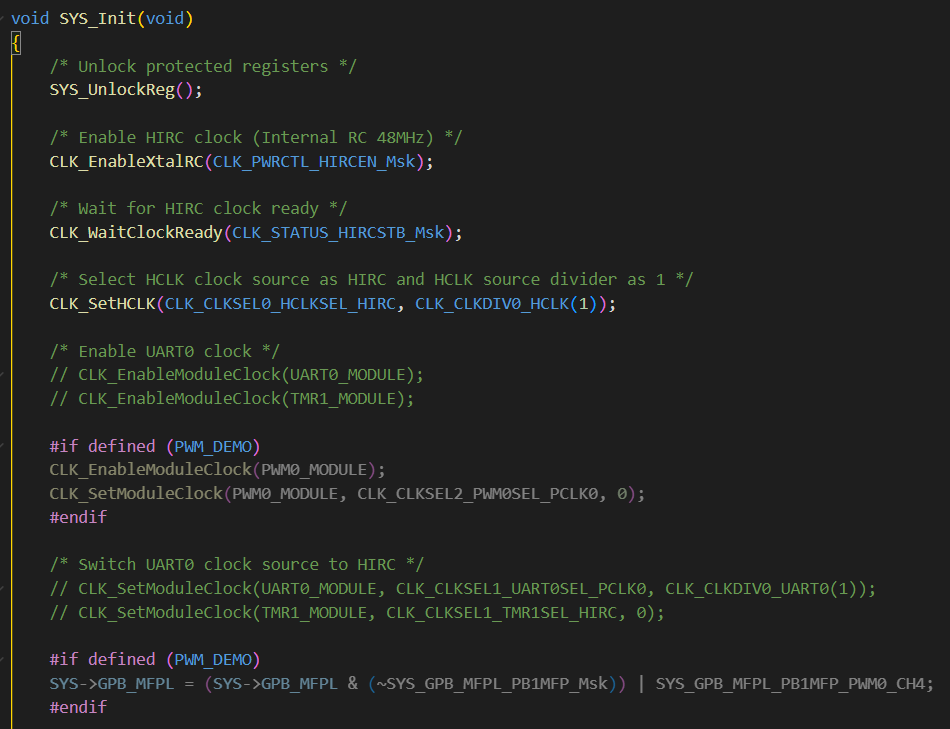 void SYS_Init(void)
{
    /* Unlock protected registers */
    SYS_UnlockReg();

    /* Enable HIRC clock (Internal RC 48MHz) */
    CLK_EnableXtalRC(CLK_PWRCTL_HIRCEN_Msk);

    /* Wait for HIRC clock ready */
    CLK_WaitClockReady(CLK_STATUS_HIRCSTB_Msk);

    /* Select HCLK clock source as HIRC and HCLK source divider as 1 */
    CLK_SetHCLK(CLK_CLKSEL0_HCLKSEL_HIRC, CLK_CLKDIV0_HCLK(1));

    /* Enable UART0 clock */
    // CLK_EnableModuleClock(UART0_MODULE);
    // CLK_EnableModuleClock(TMR1_MODULE);

    #if defined (PWM_DEMO)
    CLK_EnableModuleClock(PWM0_MODULE);
    CLK_SetModuleClock(PWM0_MODULE, CLK_CLKSEL2_PWM0SEL_PCLK0, 0);
    #endif

    /* Switch UART0 clock source to HIRC */
    // CLK_SetModuleClock(UART0_MODULE, CLK_CLKSEL1_UART0SEL_PCLK0, CLK_CLKDIV0_UART0(1));
    // CLK_SetModuleClock(TMR1_MODULE, CLK_CLKSEL1_TMR1SEL_HIRC, 0);

    #if defined (PWM_DEMO)
    SYS->GPB_MFPL = (SYS->GPB_MFPL & (~SYS_GPB_MFPL_PB1MFP_Msk)) | SYS_GPB_MFPL_PB1MFP_PWM0_CH4;
    #endif